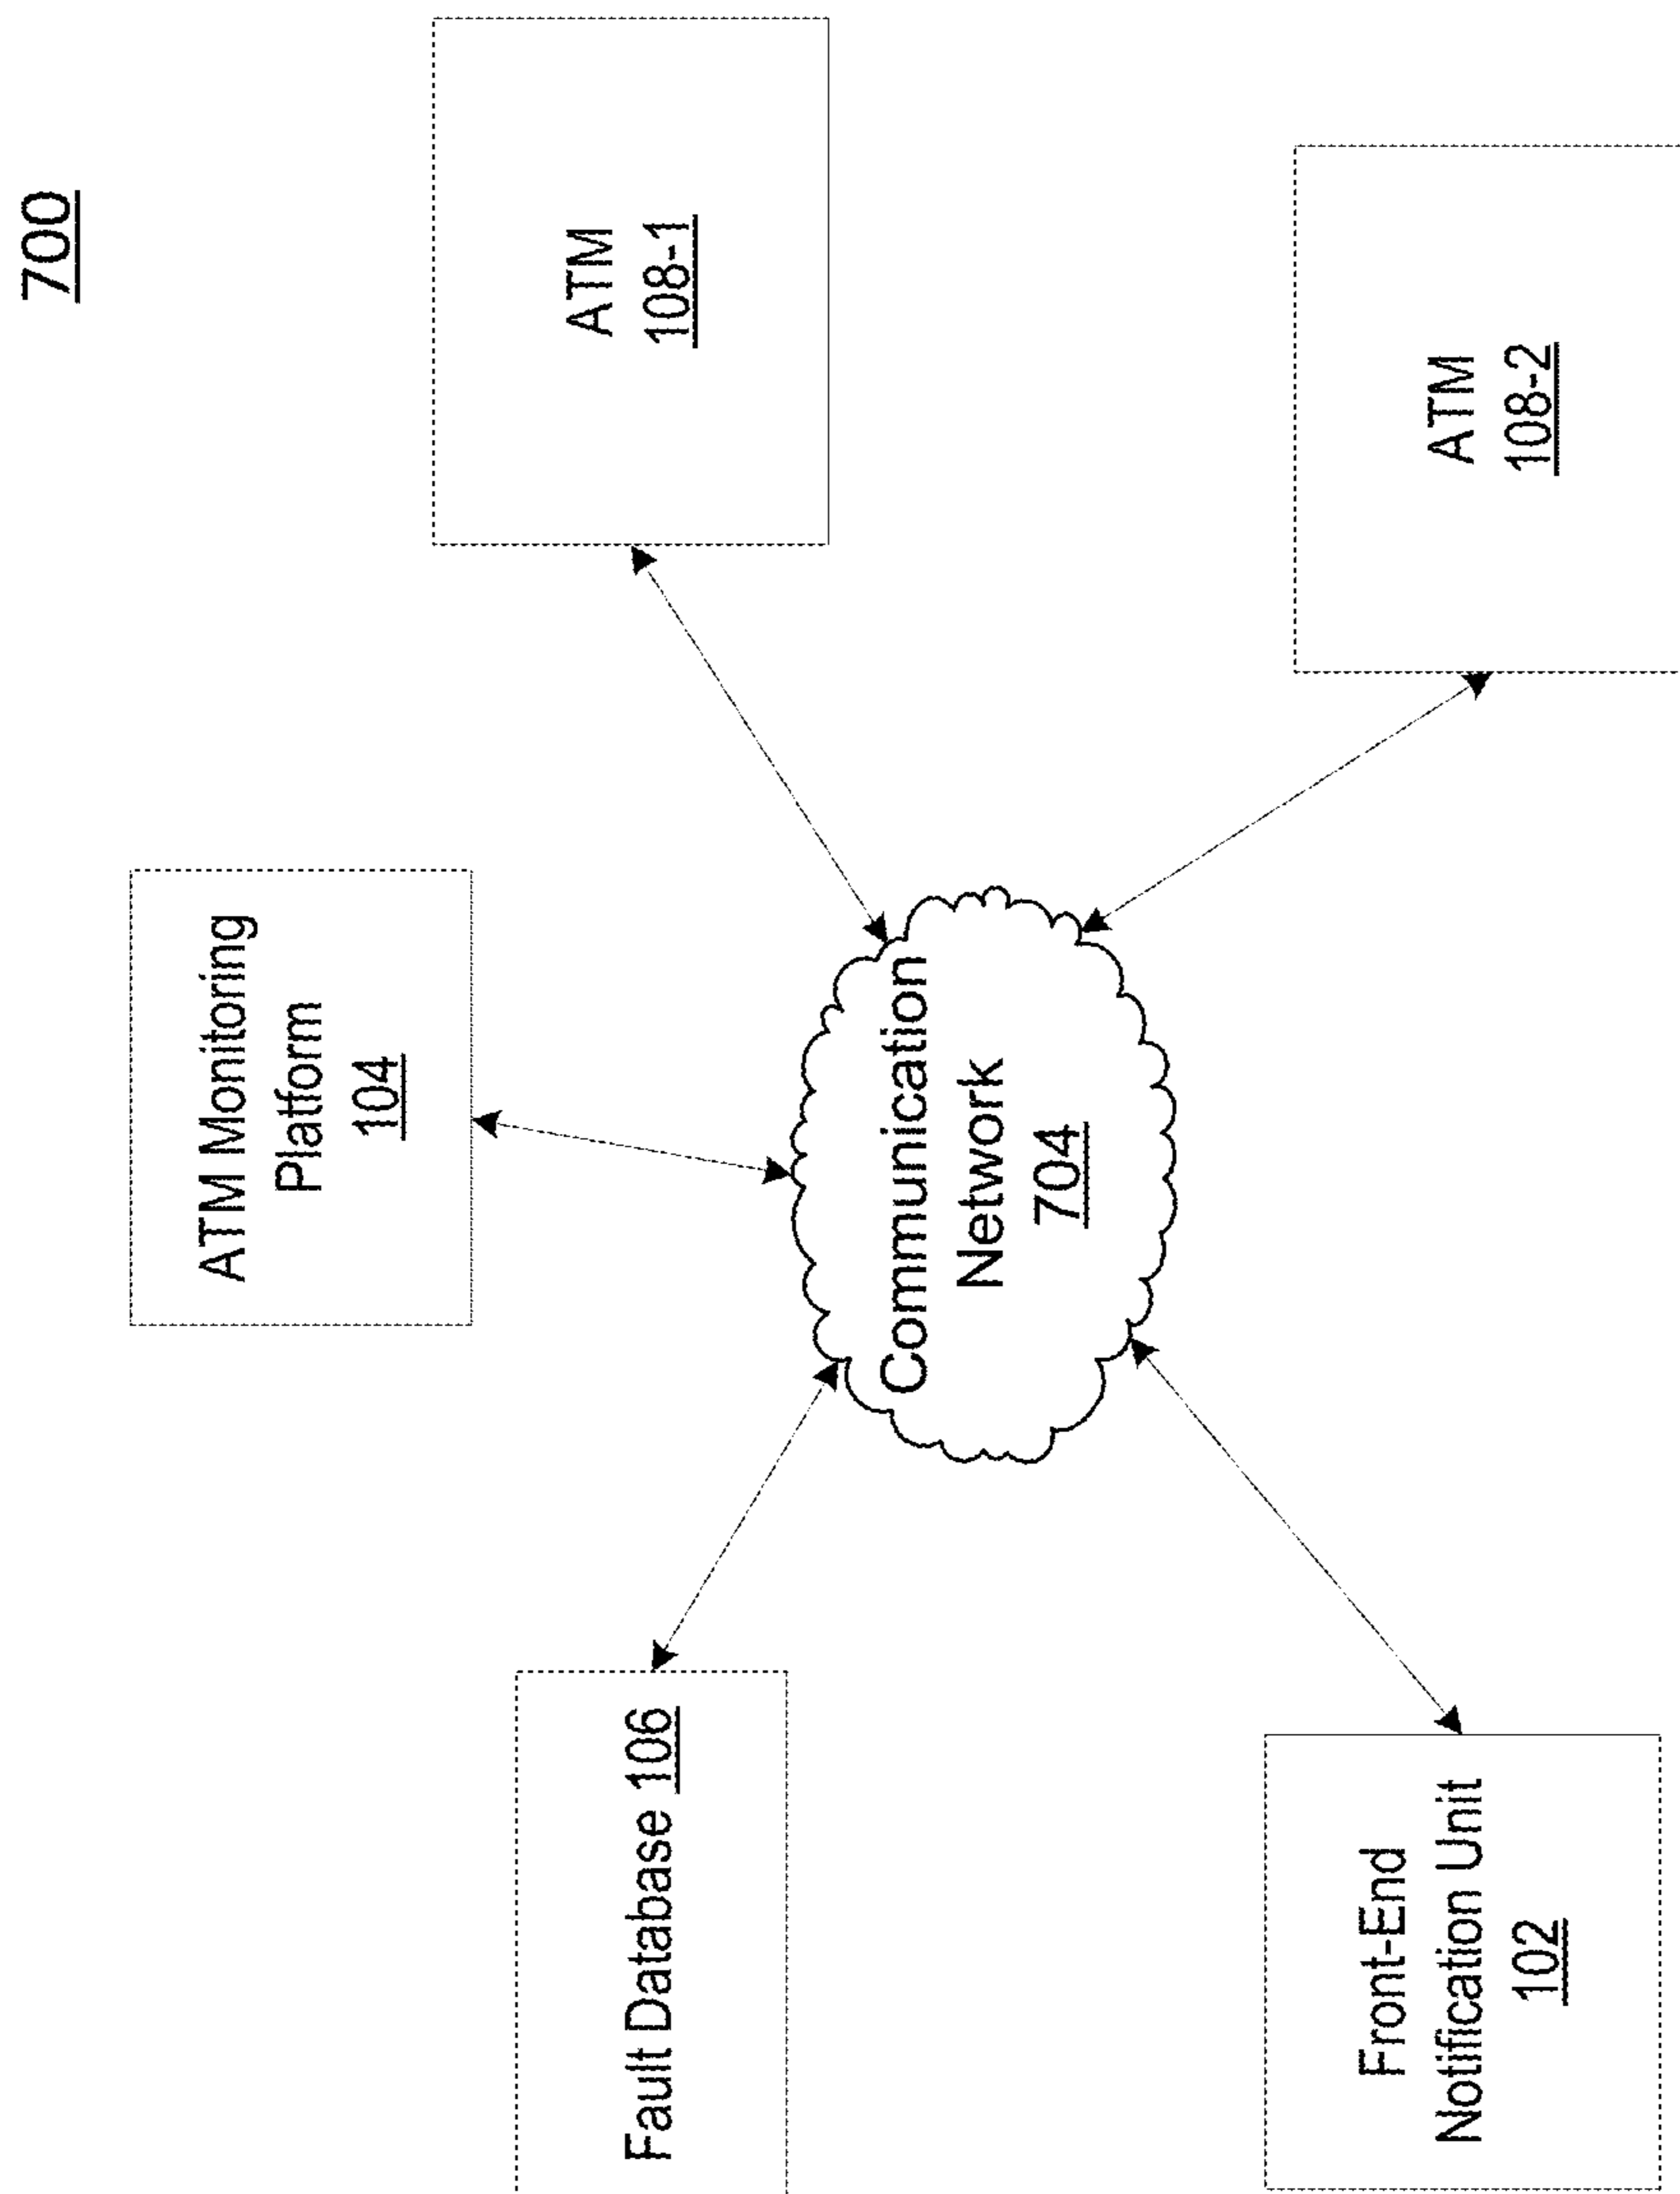 700
ATM Monitoring
Platform
104
Fault Database 106
ATM
108-1
Communication
Network
704
Front-End
Notification Unit
102
ATM
108-2